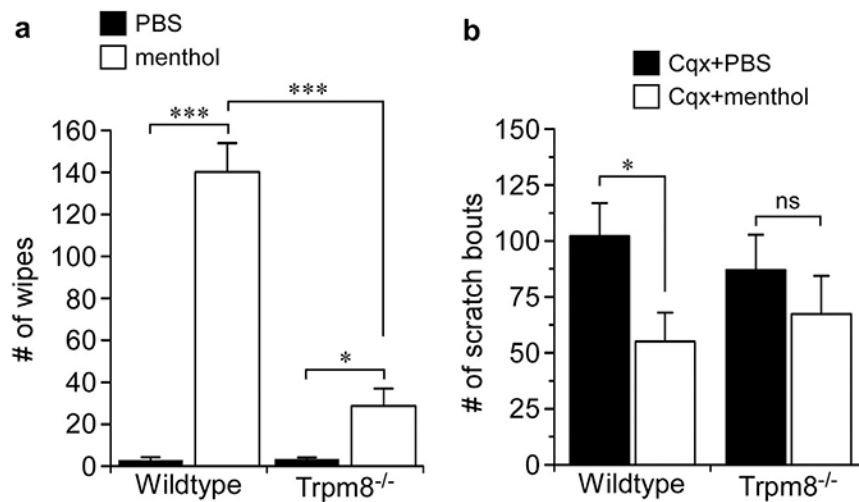 a
PBS
menthol
***
***
*
# of wipes
160
140
120
100
80
60
40
20
0
Wildtype
Trpm8-/-
b
Cqx+PBS
Cqx+menthol
*
ns
# of scratch bouts
150
125
100
75
50
25
0
Wildtype
Trpm8-/-